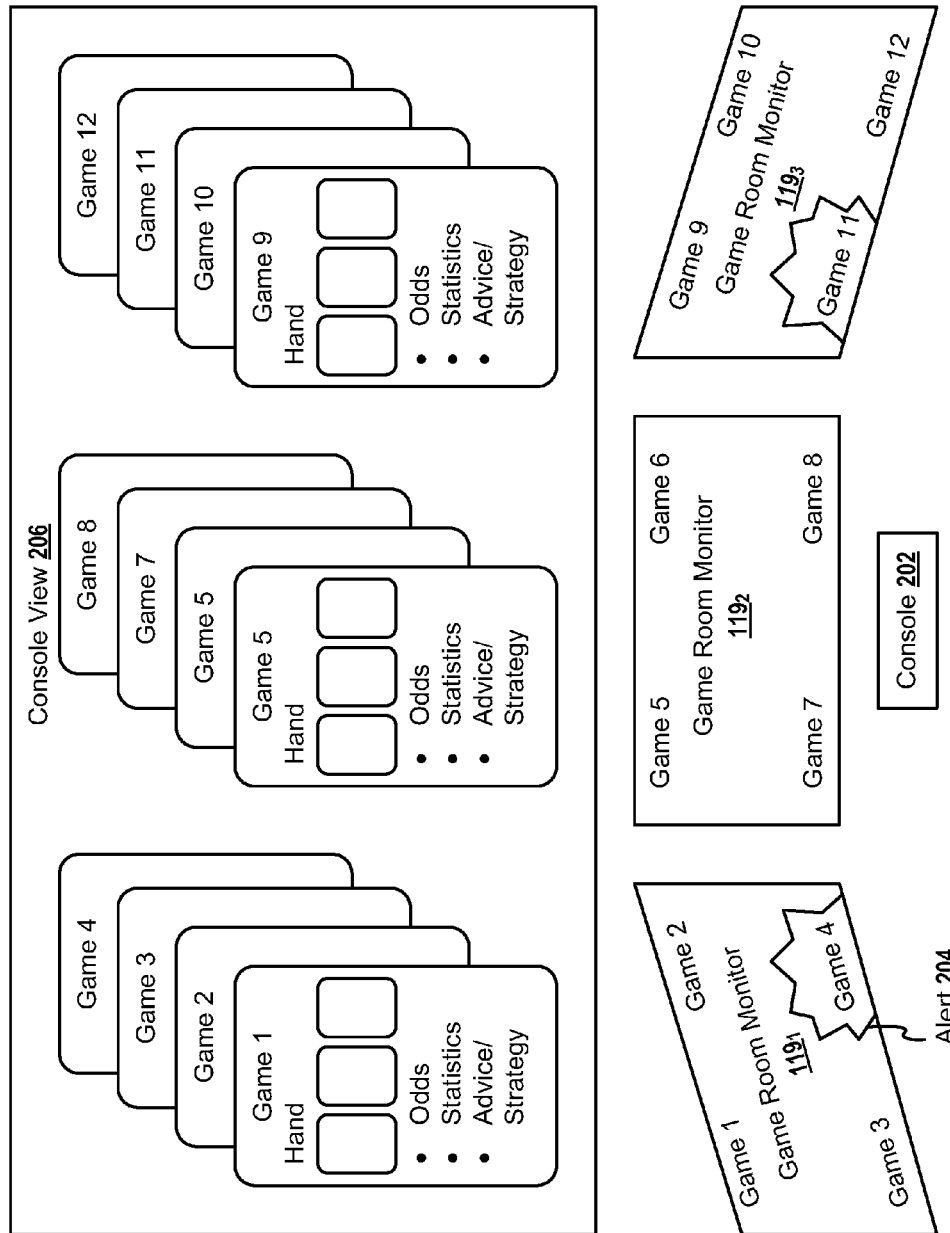 Console View 206
Game 4
Game 3
Game 2
Game 1
Hand
• Odds
• Statistics
• Advice/
Strategy
Game 8
Game 7
Game 5
Game 5
Hand
• Odds
• Statistics
• Advice/
Strategy
Game 12
Game 11
Game 10
Game 9
Hand
• Odds
• Statistics
• Advice/
Strategy
Game 1
Game 2
Game Room Monitor
119₁
Game 3
Game 4
Alert 204
Game 5
Game 6
Game Room Monitor
119₂
Game 7
Game 8
Game 9
Game 10
Game Room Monitor
119₃
Game 11
Game 12
Console 202